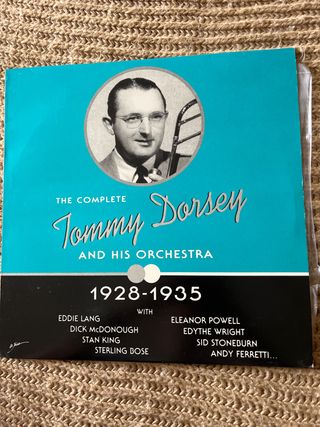 THE COMPLETE
Tommy Dorsey
AND HIS ORCHESTRA
1928-1935
WITH
EDDIE LANG
DICK McDONOUGH
STAN KING
STERLING BOSE
ELEANOR POWELL
EDYTHE WRIGHT
SID STONEBURN
ANDY FERRETTI...